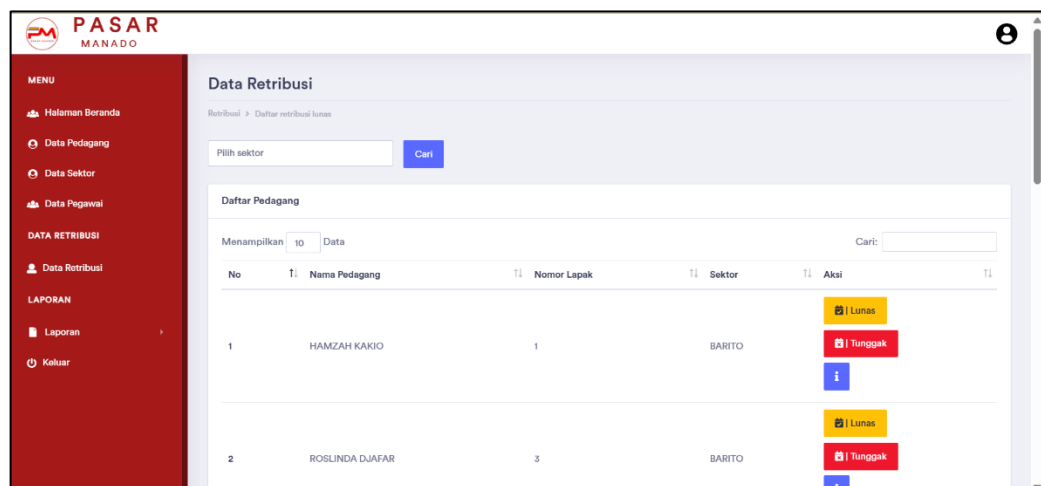 PASAR
MANADO
MENU
Halaman Beranda
Data Pedagang
Data Sektor
Data Pegawai
DATA RETRIBUSI
Data Retribusi
LAPORAN
Laporan
Keluar
Data Retribusi
Retribusi > Daftar retribusi lunas
Pilih sektor Cari
Daftar Pedagang
Menampilkan 10 Data Cari:
No Nama Pedagang Nomor Lapak Sektor Aksi
| Lunas
1 HAMZAH KAKIO 1 BARITO | Tunggak
i
| Lunas
2 ROSLINDA DJAFAR 3 BARITO | Tunggak